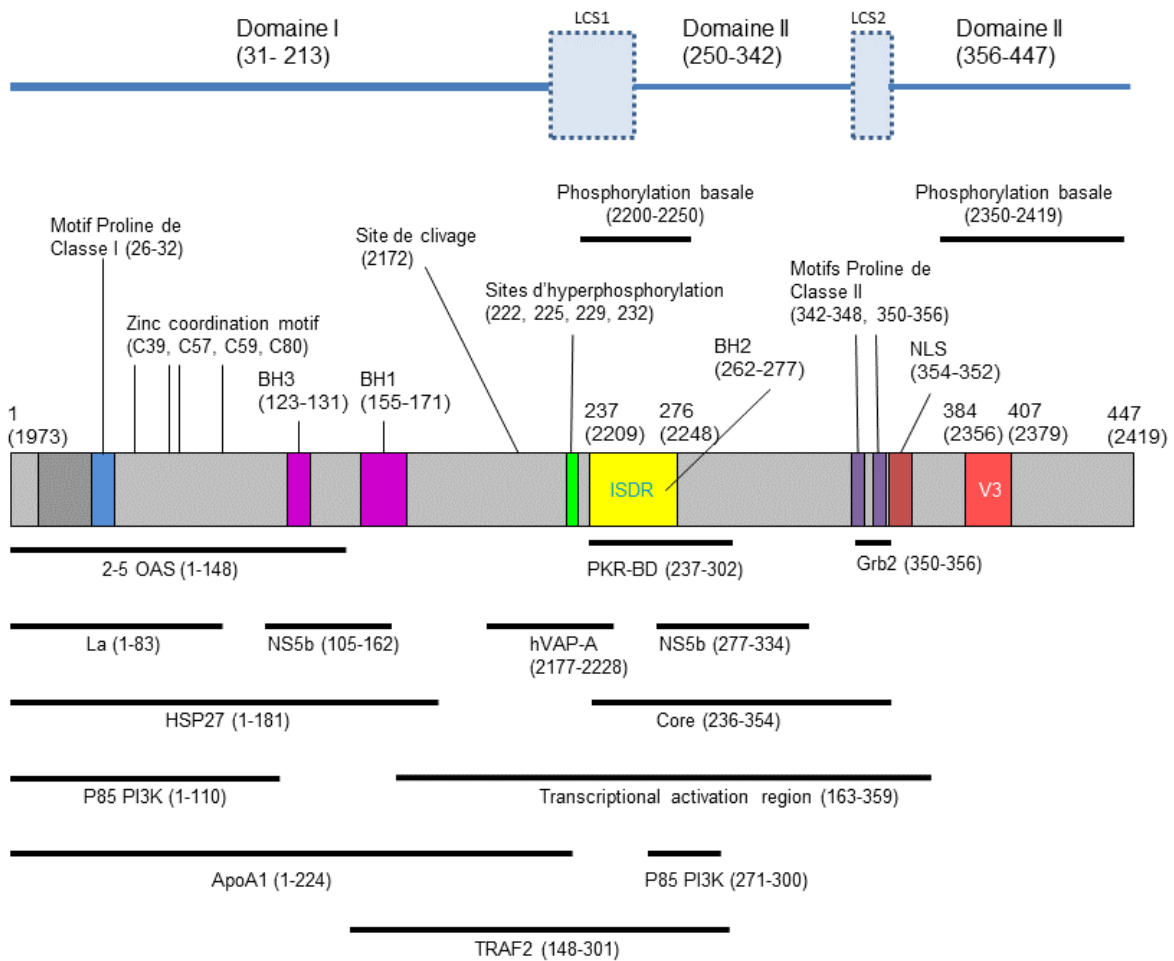 Domaine I
(31- 213)
LCS1
Domaine II
(250-342)
LCS2
Domaine II
(356-447)
Phosphorylation basale
(2200-2250)
Phosphorylation basale
(2350-2419)
Motif Proline de
Classe I (26-32)
Site de clivage
(2172)
Zinc coordination motif
(C39, C57, C59, C80)
Sites d'hyperphosphorylation
(222, 225, 229, 232)
Motifs Proline de
Classe II
(342-348, 350-356)
BH2
(262-277)
NLS
(354-352)
BH3
(123-131)
BH1
(155-171)
1
(1973)
237
(2209)
276
(2248)
384
(2356)
407
(2379)
447
(2419)
ISDR
V3
2-5 OAS (1-148)
PKR-BD (237-302)
Grb2 (350-356)
La (1-83)
NS5b (105-162)
hVAP-A
(2177-2228)
NS5b (277-334)
HSP27 (1-181)
Core (236-354)
P85 PI3K (1-110)
Transcriptional activation region (163-359)
ApoA1 (1-224)
P85 PI3K (271-300)
TRAF2 (148-301)